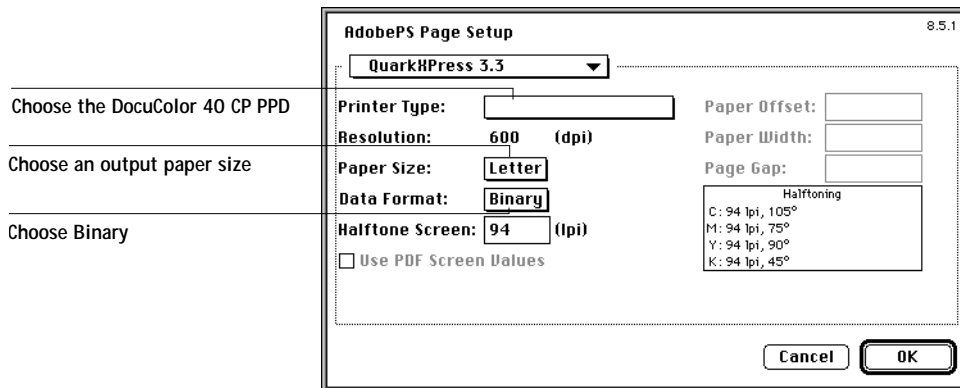 AdobePS Page Setup
8.5.1
QuarkXPress 3.3
Choose the DocuColor 40 CP PPD
Printer Type:
Paper Offset:
Resolution: 600 (dpi)
Paper Width:
Choose an output paper size
Paper Size: Letter
Page Gap:
Data Format: Binary
Choose Binary
Halftone Screen: 94 (lpi)
Use PDF Screen Values
Halftoning
C: 94 lpi, 105°
M: 94 lpi, 75°
Y: 94 lpi, 90°
K: 94 lpi, 45°
Cancel
OK